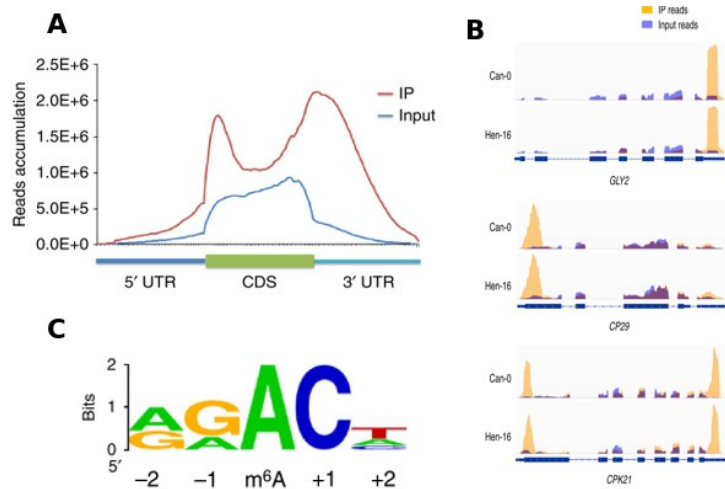 A
2.5E+6
2.0E+6
1.5E+6
1.0E+6
5.0E+5
0.0E+0
Reads accumulation
IP
Input
5′ UTR
CDS
3′ UTR
B
IP reads
Input reads
Can-0
Hen-16
GLY2
Can-0
Hen-16
CP29
Can-0
Hen-16
CPK21
C
2
1
0
Bits
AG
GA
A
C
T
A
5′
–2
–1
m⁶A
+1
+2